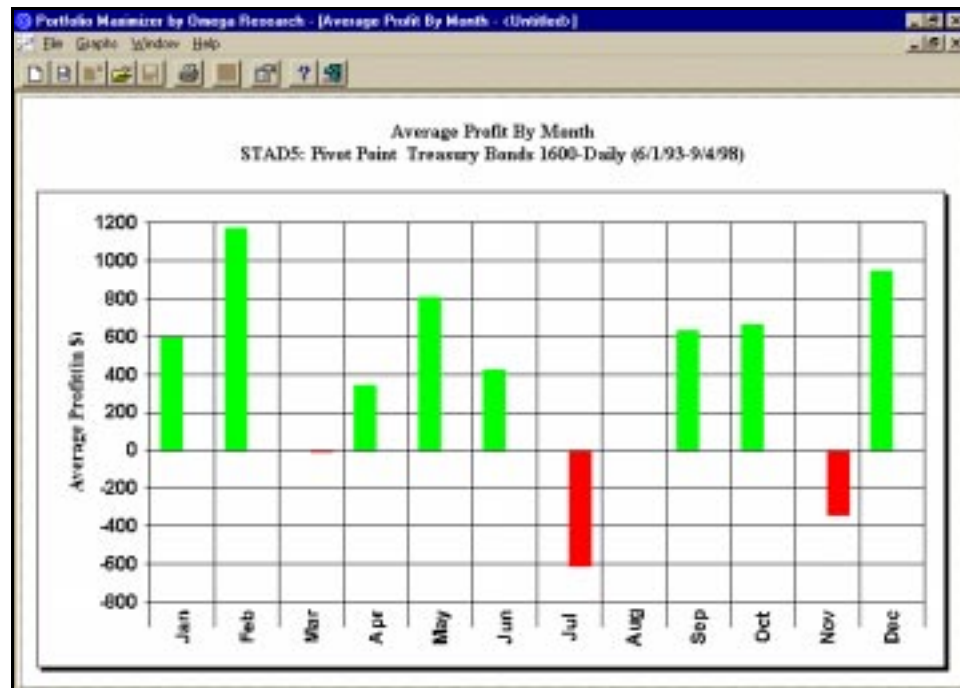 Portfolio Maximizer by Omega Research - [Average Profit By Month - <Untitled>]
File Graphs Window Help
Average Profit By Month
STAD5: Pivot Point Treasury Bonds 1600-Daily (6/1/93-9/4/98)
Average Profit(in $)
1200
1000
800
600
400
200
0
-200
-400
-600
-800
Jan Feb Mar Apr May Jun Jul Aug Sep Oct Nov Dec